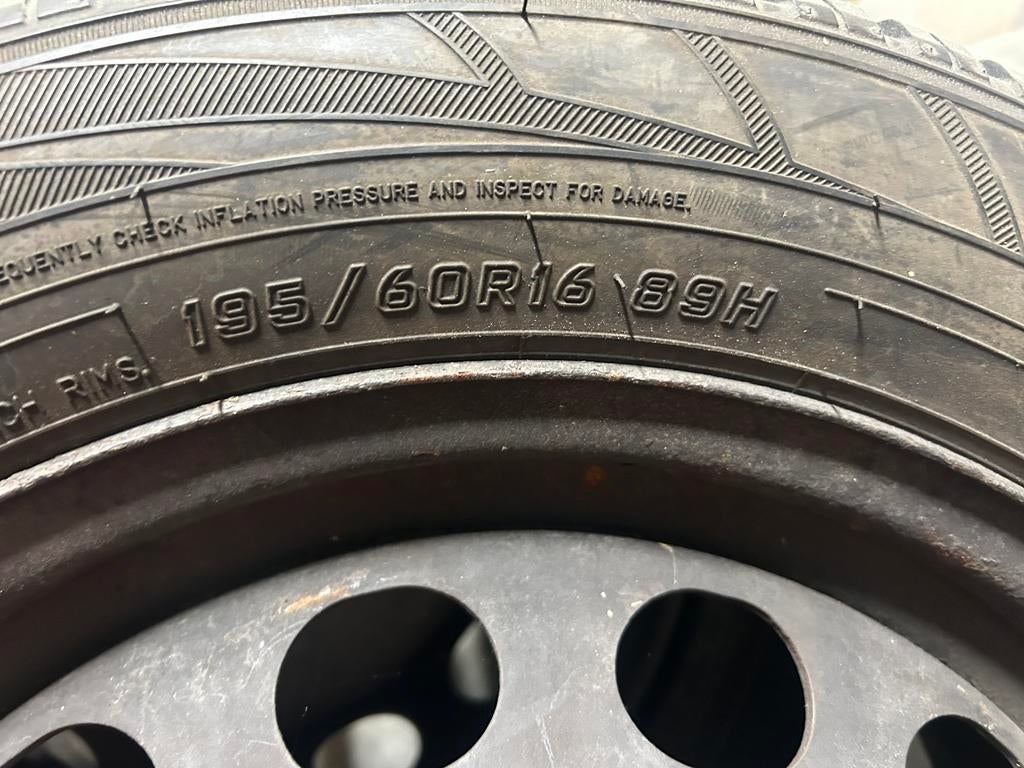 CHECK INFLATION PRESSURE AND INSPECT FOR DAMAGE.
195/60R16 89H
RIMS.